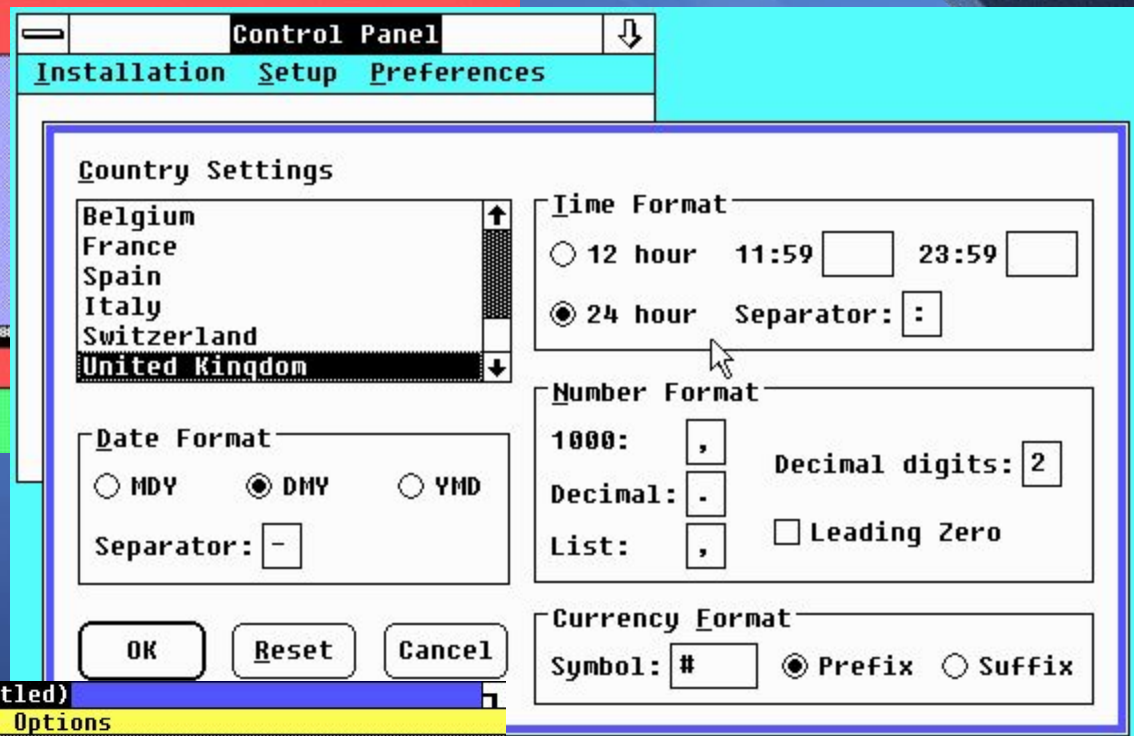 Control Panel
Installation Setup Preferences
Country Settings
Belgium
France
Spain
Italy
Switzerland
United Kingdom
Date Format
MDY DMY YMD
Separator: -
OK Reset Cancel
Time Format
12 hour 11:59 23:59
24 hour Separator: :
Number Format
1000: ,
Decimal digits: 2
Decimal: .
Leading Zero
List: ,
Currency Format
Symbol: # Prefix Suffix
tled)
Options